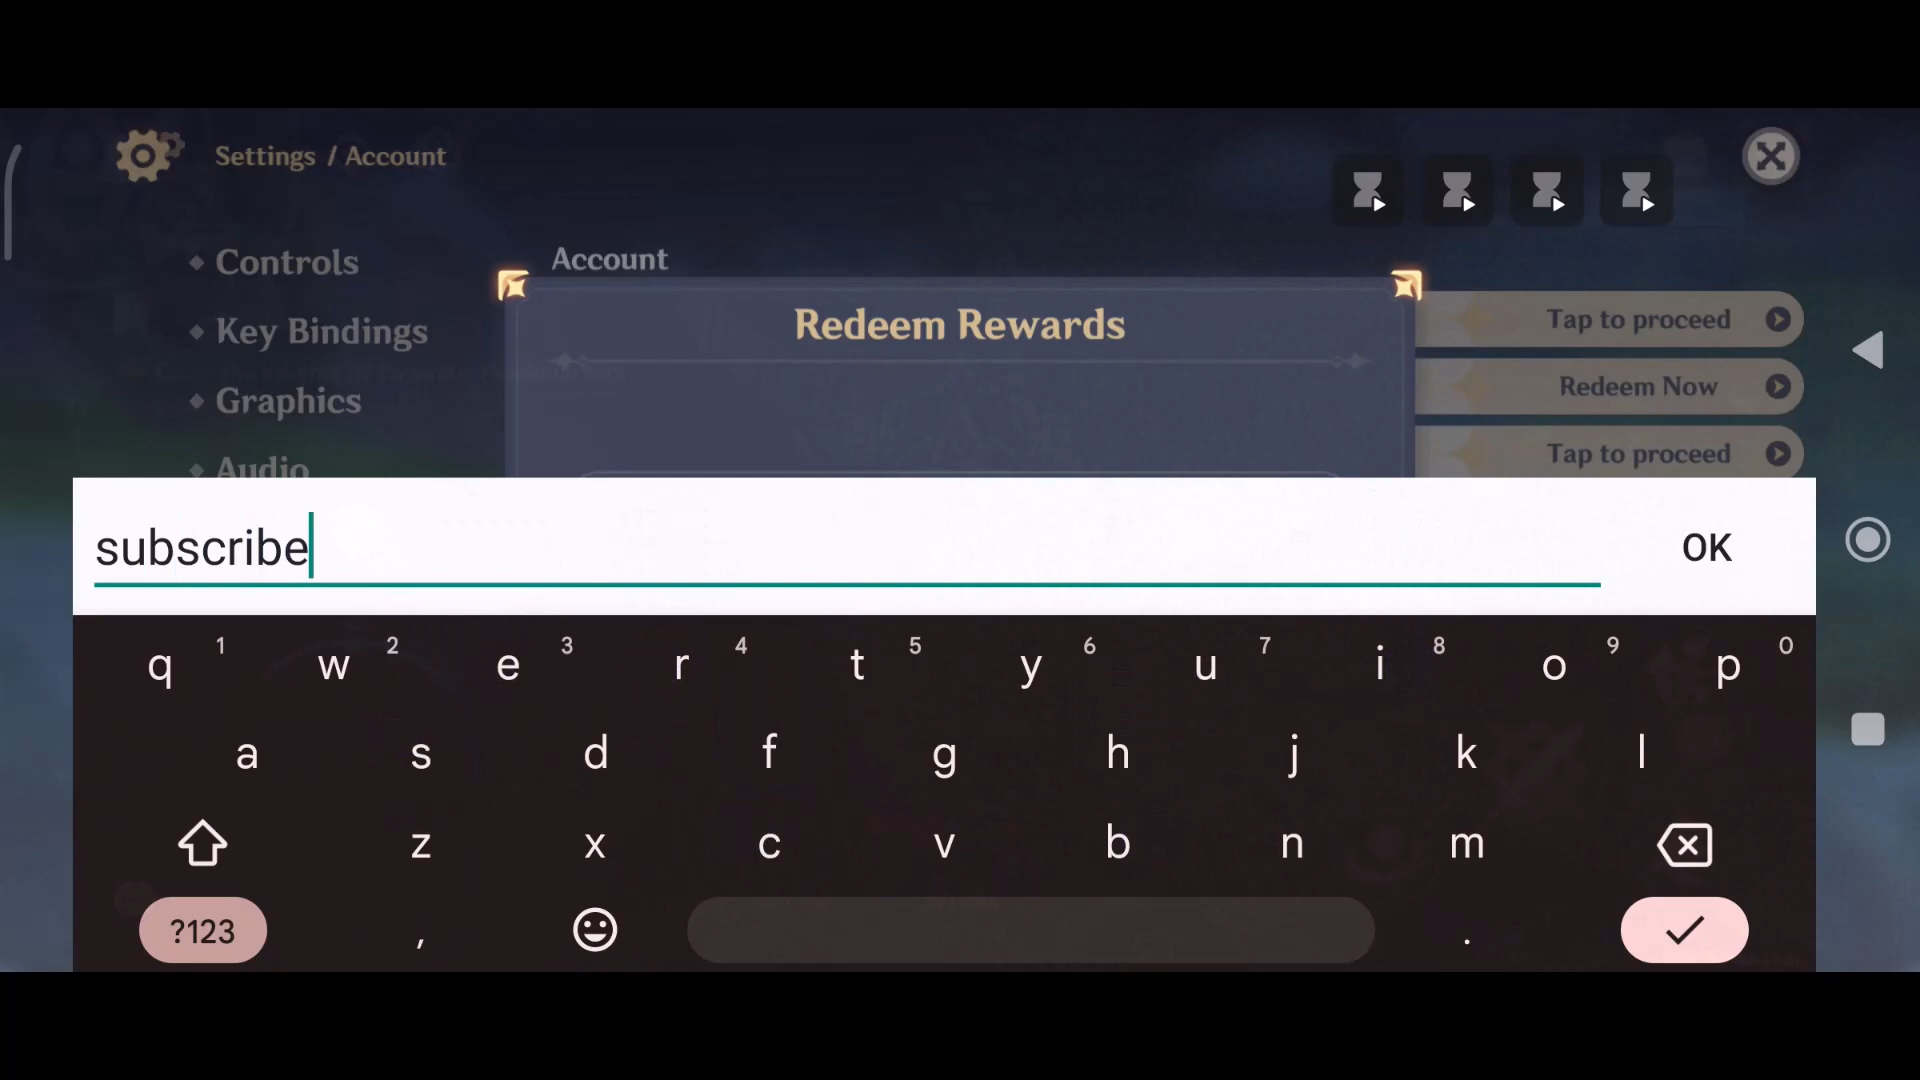 Settings / Account
Controls
Key Bindings
Graphics
Audio
Account
Redeem Rewards
Tap to proceed
Redeem Now
Tap to proceed
subscribe
OK
q 1 w 2 e 3 r 4 t 5 y 6 u 7 i 8 o 9 p 0
a s d f g h j k l
z x c v b n m
?123 , .